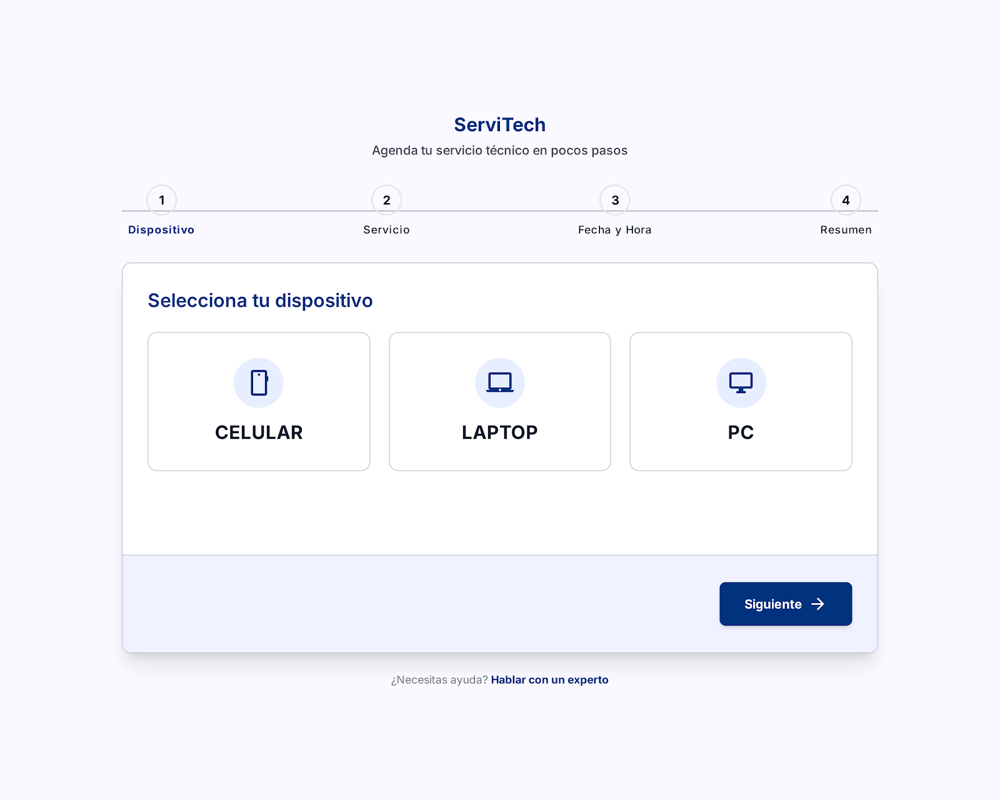 ServiTech
Agenda tu servicio técnico en pocos pasos
1
2
3
4
Dispositivo
Servicio
Fecha y Hora
Resumen
Selecciona tu dispositivo
CELULAR
LAPTOP
PC
Siguiente
¿Necesitas ayuda? Hablar con un experto